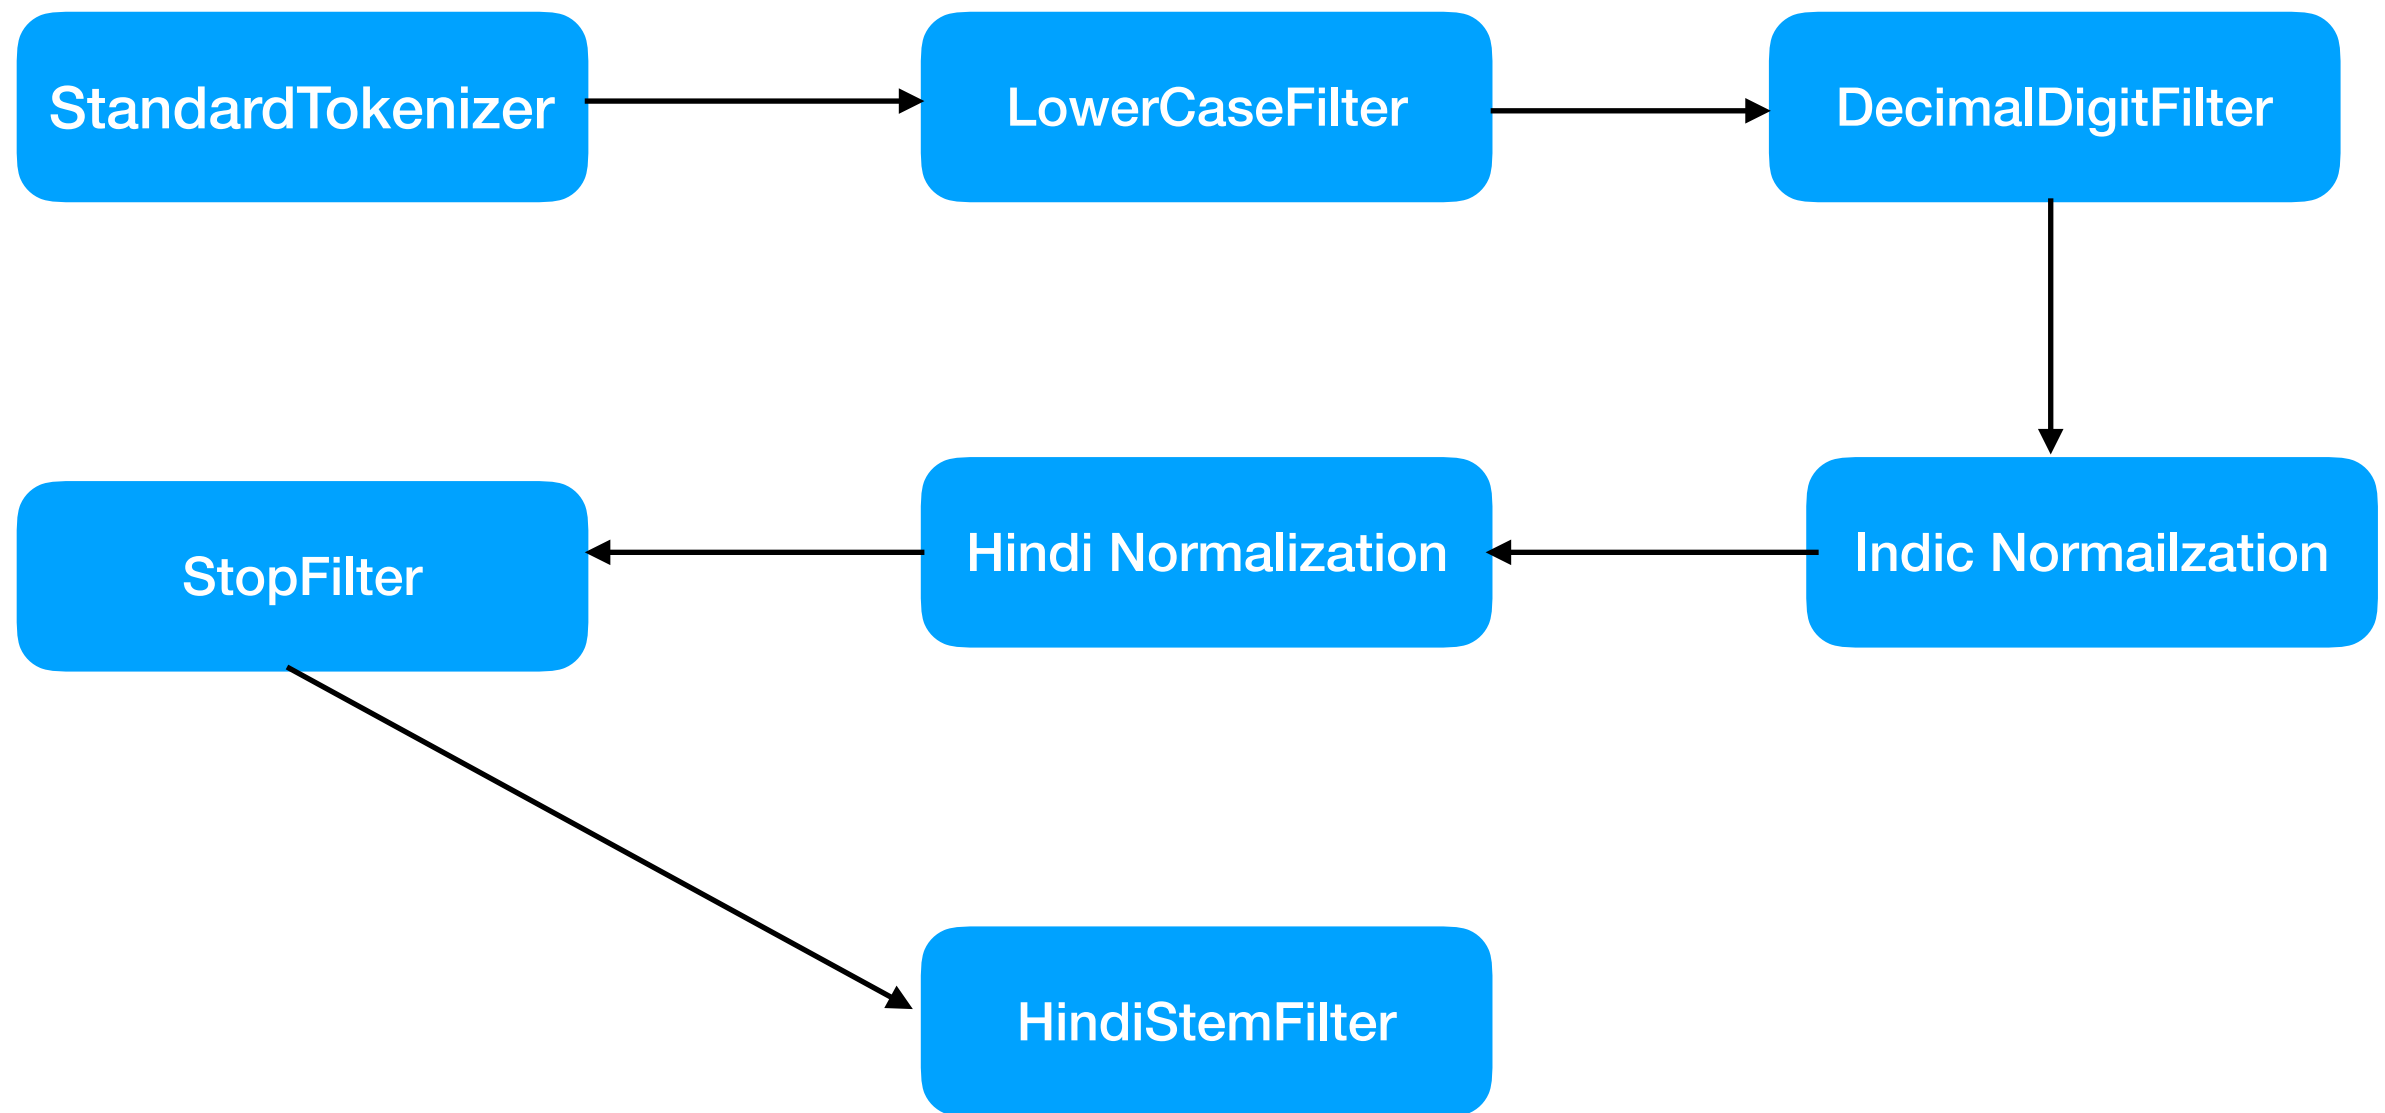 StandardTokenizer
LowerCaseFilter
DecimalDigitFilter
StopFilter
Hindi Normalization
Indic Normailzation
HindiStemFilter